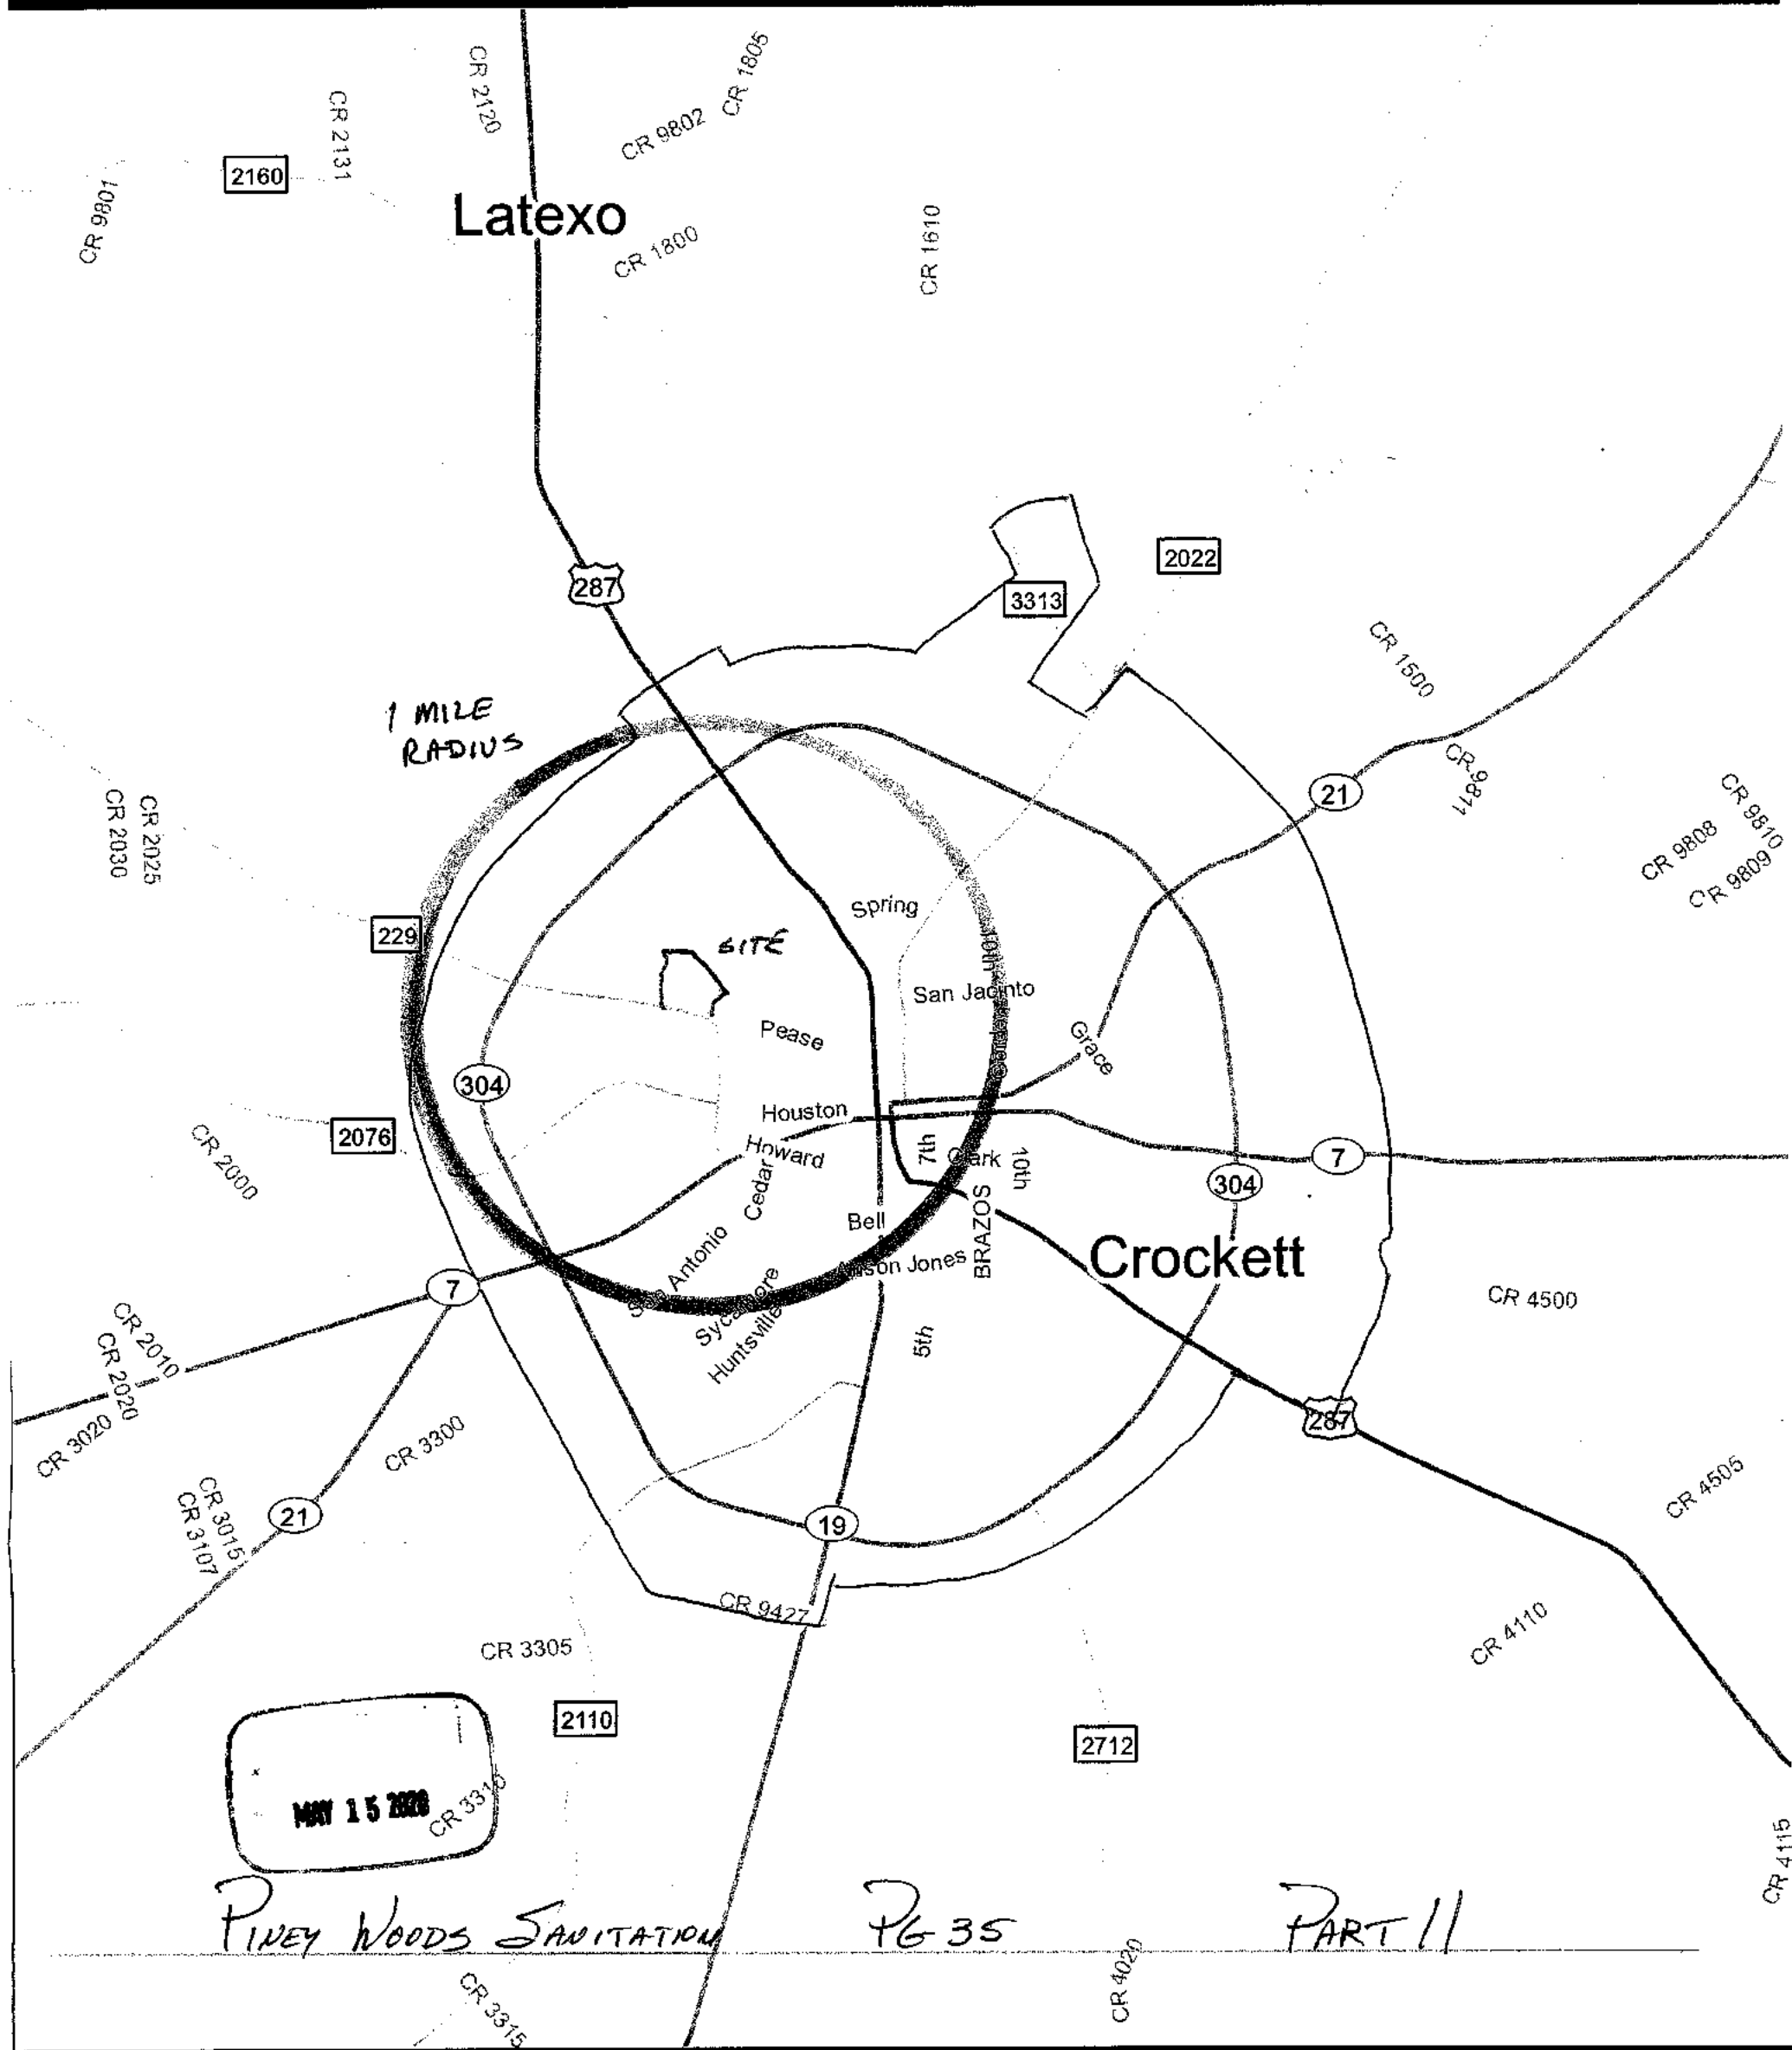 CR 2120
CR 1805
CR 2131
CR 9802
2160
CR 9801
Latexo
CR 1800
CR 1610
287
2022
3313
CR 1500
1 MILE
RADIUS
21
CR 9811
CR 2030
CR 2025
CR 9808
CR 9810
CR 9809
Spring
229
SITE
10th
San Jacinto
Pease
Grace
304
Houston
2076
Howard
7th
Clark
10th
7
CR 2000
Cedar
304
Bell
BRAZOS
Crockett
Antonio
Anson Jones
7
Sycamore
Huntsville
5th
CR 4500
CR 2010
CR 2020
CR 3020
CR 3300
287
CR 3015
CR 3107
21
19
CR 4505
CR 9427
CR 3305
CR 4110
2110
2712
MAY 15 2020
CR 3310
CR 4115
PINEY WOODS SANITATION PG 35 PART 11
CR 4020
CR 3315